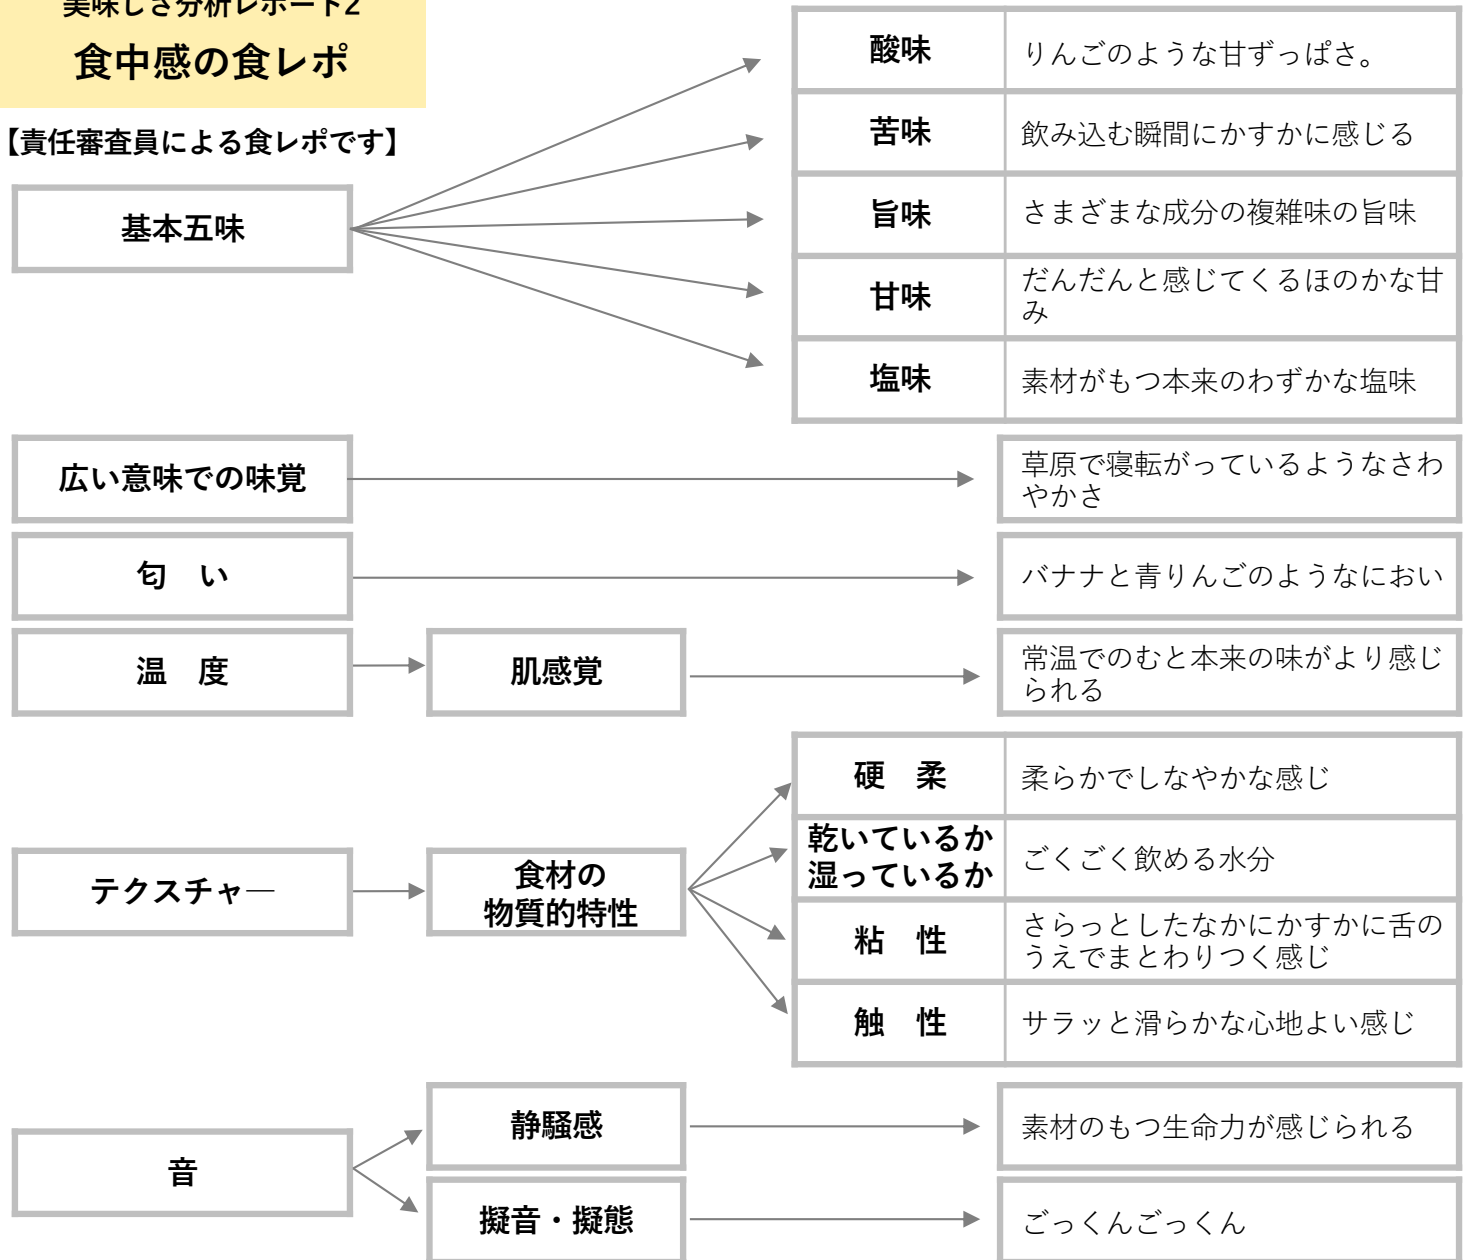 美味しさ分析レポート2
食中感の食レポ
【責任審査員による食レポです】
基本五味
酸味
りんごのような甘ずっぱさ。
苦味
飲み込む瞬間にかすかに感じる
旨味
さまざまな成分の複雑味の旨味
甘味
だんだんと感じてくるほのかな甘
み
塩味
素材がもつ本来のわずかな塩味
広い意味での味覚
草原で寝転がっているようなさわ
やかさ
匂　い
バナナと青りんごのようなにおい
温　度
肌感覚
常温でのむと本来の味がより感じ
られる
テクスチャ―
食材の
物質的特性
硬　柔
柔らかでしなやかな感じ
乾いているか
湿っているか
ごくごく飲める水分
粘　性
さらっとしたなかにかすかに舌の
うえでまとわりつく感じ
触　性
サラッと滑らかな心地よい感じ
音
静騒感
素材のもつ生命力が感じられる
擬音・擬態
ごっくんごっくん